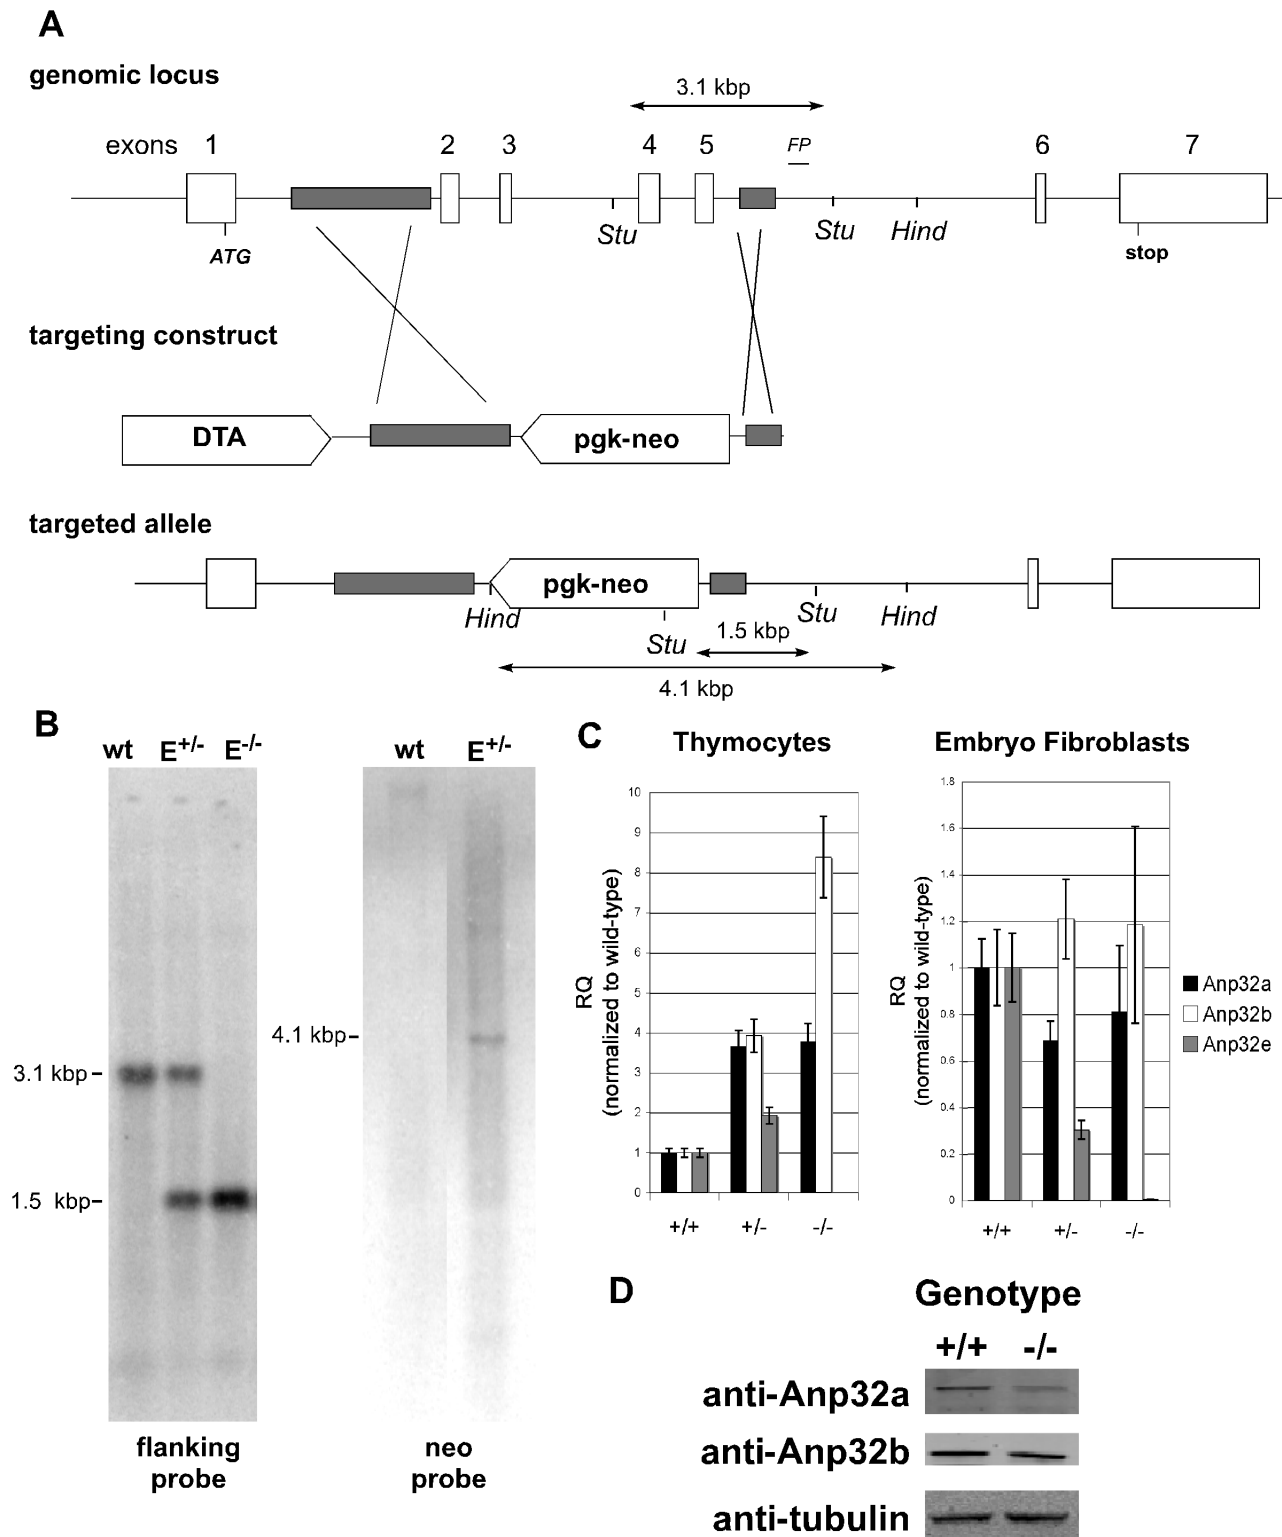 A
genomic locus
3.1 kbp
exons 1 2 3 4 5 FP 6 7
ATG Stu Stu Hind stop
targeting construct
DTA pgk-neo
targeted allele
pgk-neo
Hind Stu Stu Hind
1.5 kbp
4.1 kbp
B
wt E+/- E-/-
wt E+/-
4.1 kbp
3.1 kbp
1.5 kbp
flanking
probe
neo
probe
C
Thymocytes
RQ
(normalized to wild-type)
10
9
8
7
6
5
4
3
2
1
0
+/+ +/- -/-
Embryo Fibroblasts
RQ
(normalized to wild-type)
1.8
1.6
1.4
1.2
1
0.8
0.6
0.4
0.2
0
+/+ +/- -/-
Anp32a
Anp32b
Anp32e
D
Genotype
+/+ -/-
anti-Anp32a
anti-Anp32b
anti-tubulin